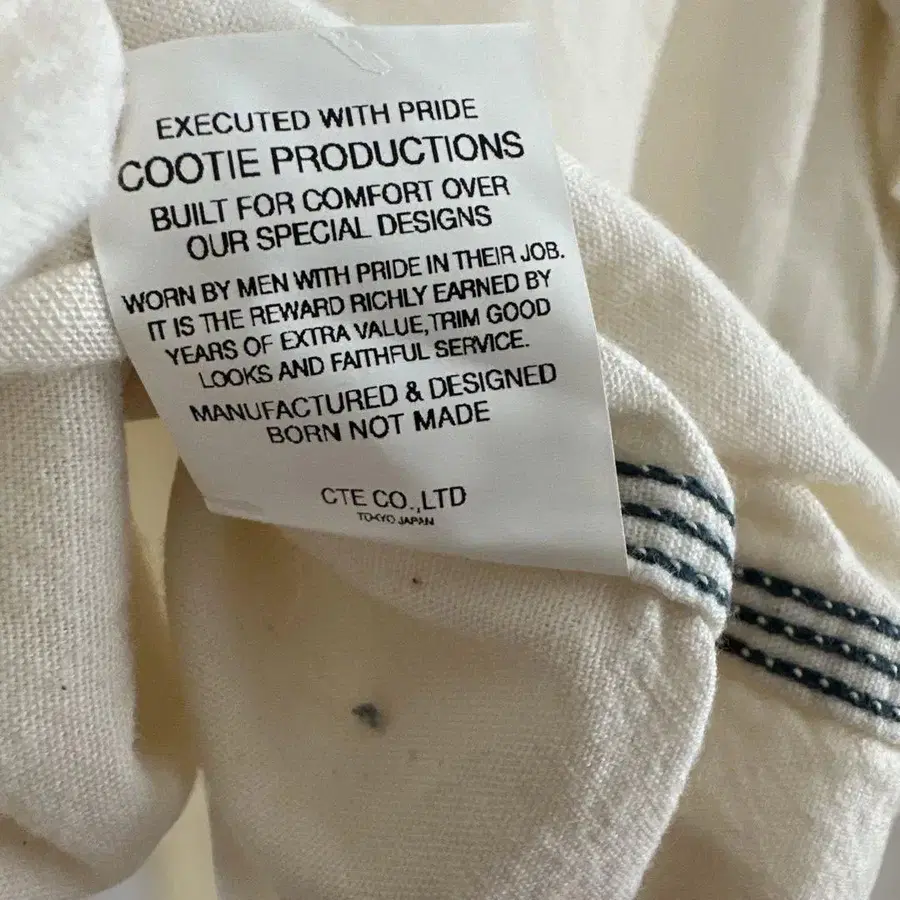 EXECUTED WITH PRIDE
COOTIE PRODUCTIONS
BUILT FOR COMFORT OVER
OUR SPECIAL DESIGNS
WORN BY MEN WITH PRIDE IN THEIR JOB.
IT IS THE REWARD RICHLY EARNED BY
YEARS OF EXTRA VALUE,TRIM GOOD
LOOKS AND FAITHFUL SERVICE.
MANUFACTURED & DESIGNED
BORN NOT MADE
CTE CO.,LTD
TOKYO JAPAN